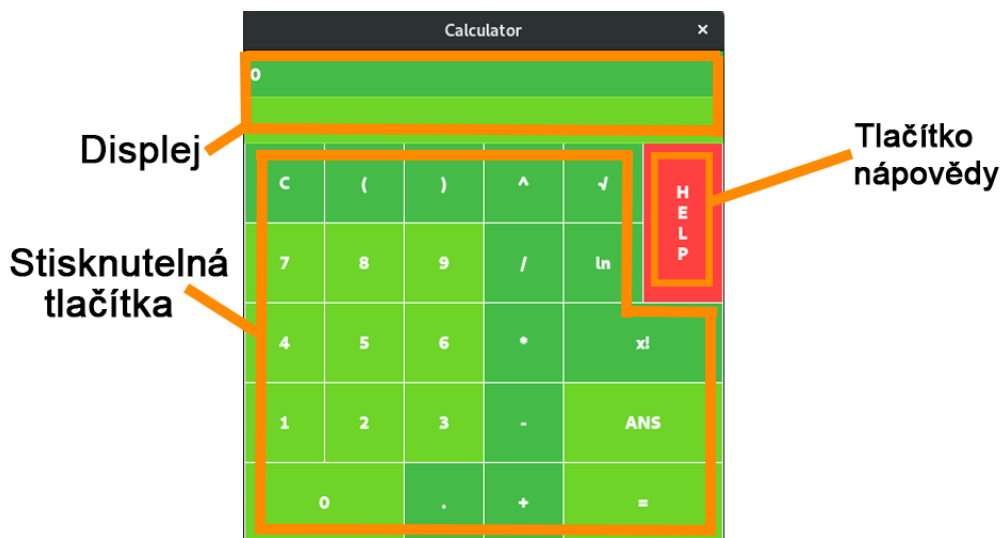 Calculator ×
0
Displej
Tlačítko
nápovědy
C ( ) ^ √
H
E
L
P
7 8 9 / ln
Stisknutelná
tlačítka
4 5 6 * x!
1 2 3 - ANS
0 . + =